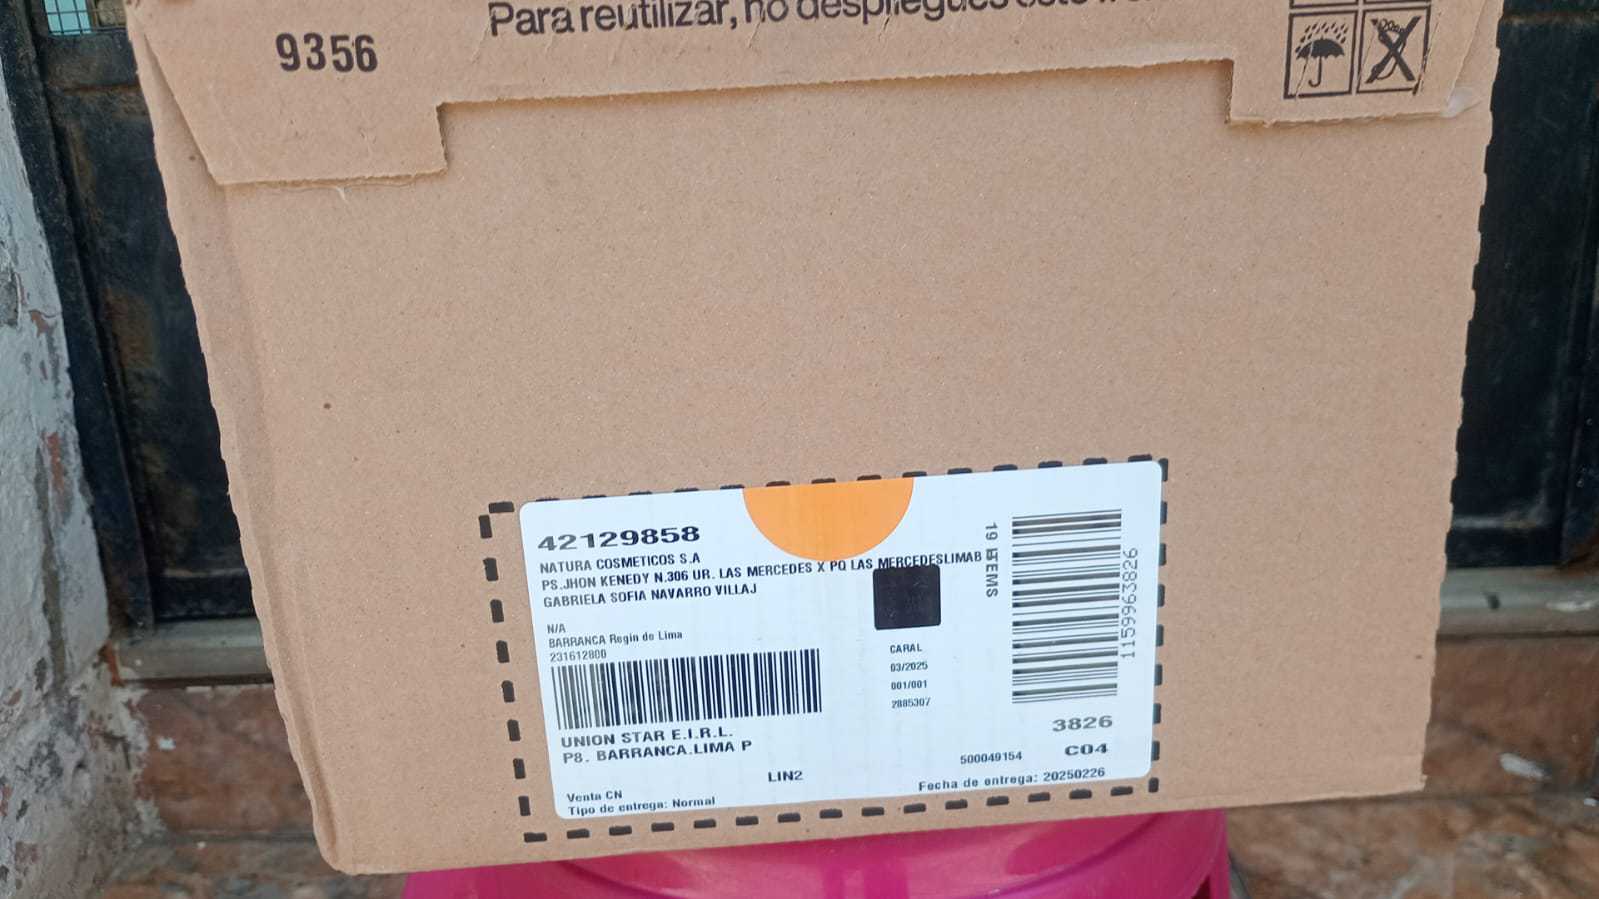 Para reutilizar, no despliegues este
9356
42129858
NATURA COSMETICOS S.A
PS.JHON KENEDY N.306 UR. LAS MERCEDES X PQ LAS MERCEDESLIMAB
GABRIELA SOFIA NAVARRO VILLAJ
N/A
BARRANCA Regin de Lima
231612800
UNION STAR E.I.R.L.
P8. BARRANCA.LIMA P
LIN2
Venta CN
Tipo de entrega: Normal
CARAL
03/2025
001/001
2885307
19 ITEMS
1159963826
3826
500049154
C04
Fecha de entrega: 20250226